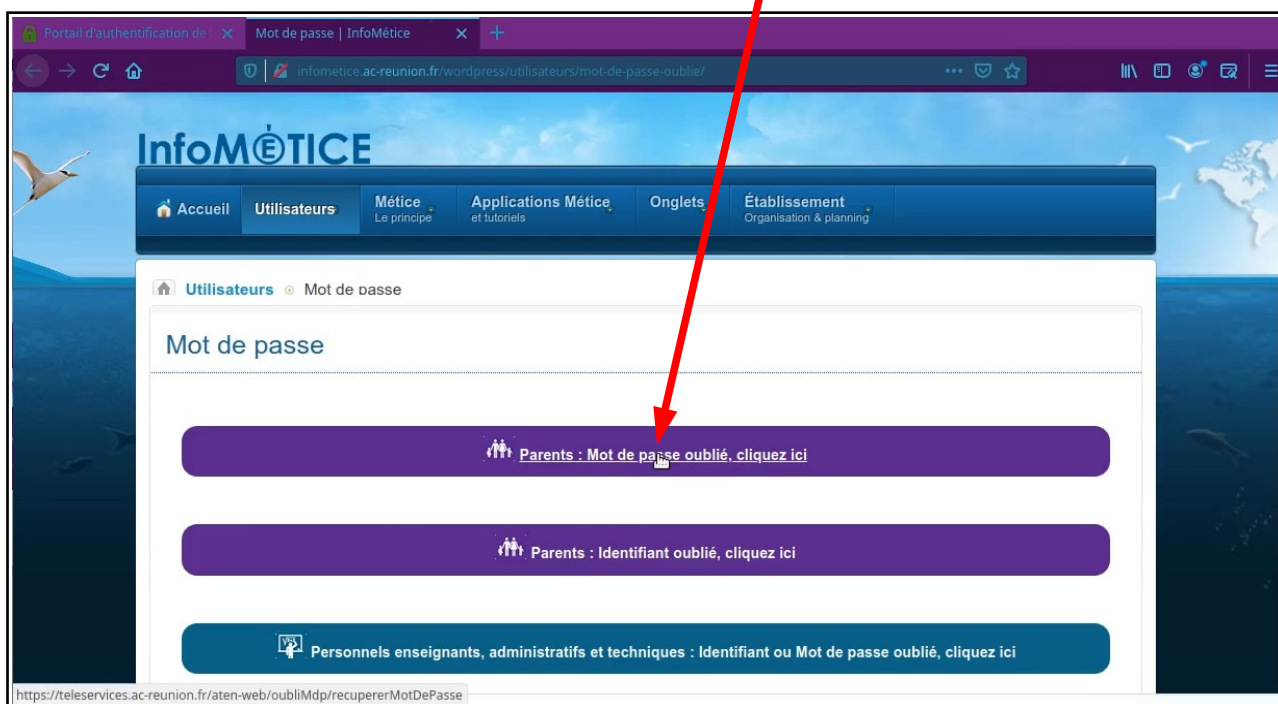 Portail d'authentification de
Mot de passe | InfoMétice
infometice.ac-reunion.fr/wordpress/utilisateurs/mot-de-passe-oublie/
InfoMÉTICE
Accueil
Utilisateurs
Métice
Le principe
Applications Métice
et tutoriels
Onglets
Établissement
Organisation & planning
Utilisateurs
Mot de passe
Mot de passe
Parents : Mot de passe oublié, cliquez ici
Parents : Identifiant oublié, cliquez ici
Personnels enseignants, administratifs et techniques : Identifiant ou Mot de passe oublié, cliquez ici
https://teleservices.ac-reunion.fr/aten-web/oubliMdp/recupererMotDePasse